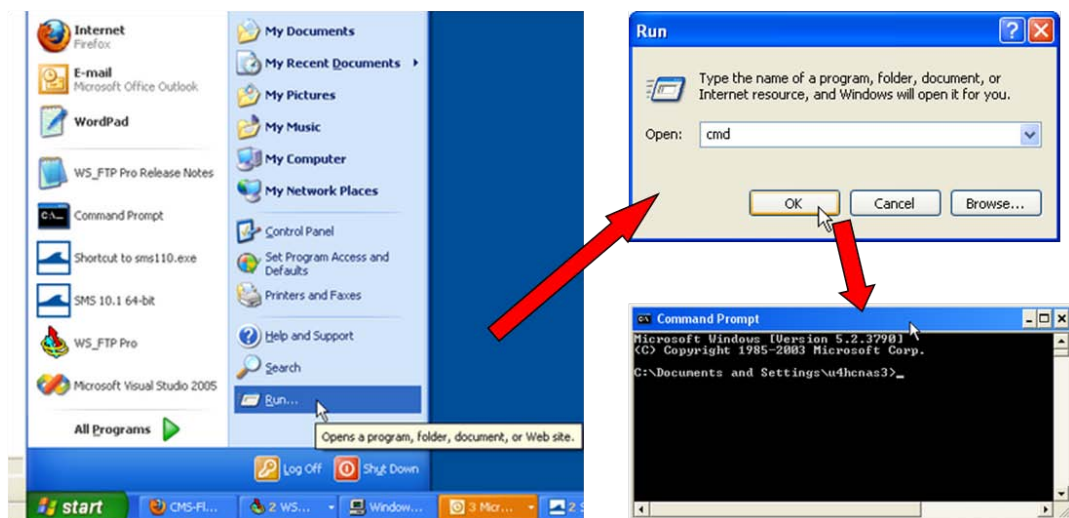 Internet
Firefox
E-mail
Microsoft Office Outlook
WordPad
WS_FTP Pro Release Notes
Command Prompt
Shortcut to sms110.exe
SMS 10.1 64-bit
WS_FTP Pro
Microsoft Visual Studio 2005
All Programs
My Documents
My Recent Documents
My Pictures
My Music
My Computer
My Network Places
Control Panel
Set Program Access and
Defaults
Printers and Faxes
Help and Support
Search
Run...
Opens a program, folder, document, or Web site.
Log Off
Shut Down
start
CMS-Fl...
2 WS...
Window...
3 Micr...
2 S
Run
Type the name of a program, folder, document, or
Internet resource, and Windows will open it for you.
Open:
cmd
OK
Cancel
Browse...
Command Prompt
Microsoft Windows [Version 5.2.3790]
(C) Copyright 1985-2003 Microsoft Corp.
C:\Documents and Settings\u4hcnas3>_